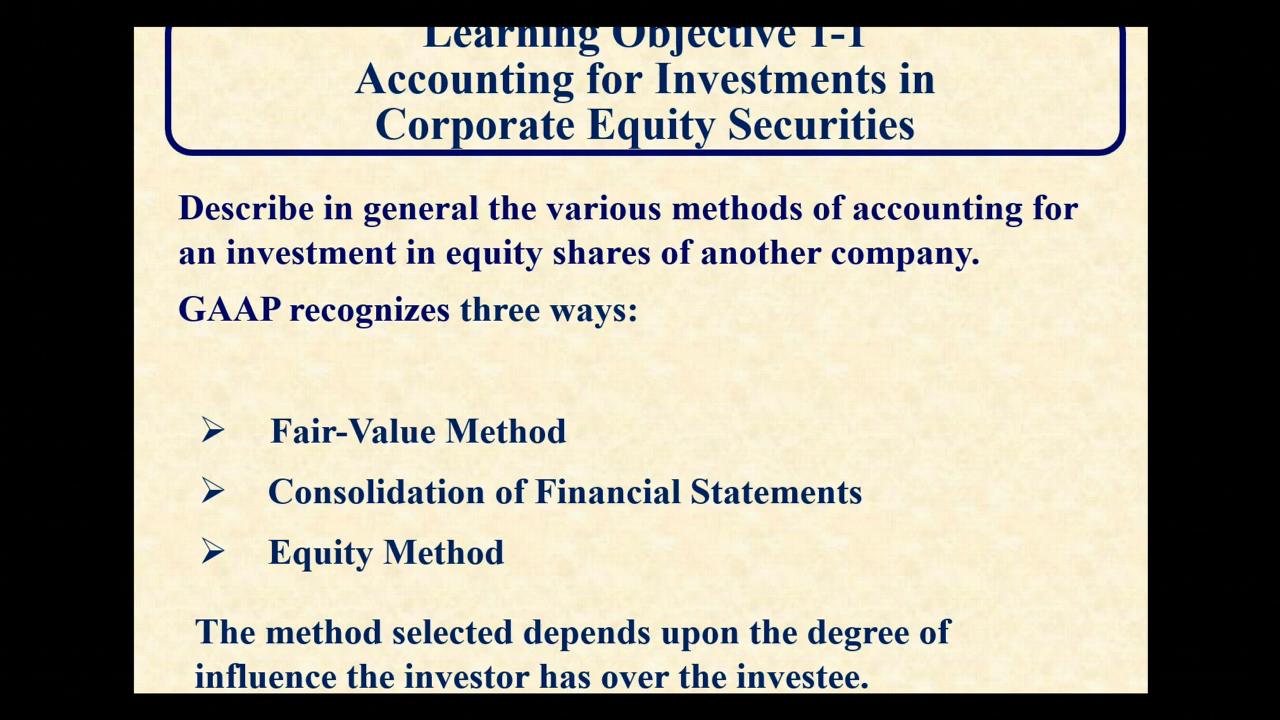 Learning Objective 1-1
Accounting for Investments in
Corporate Equity Securities
Describe in general the various methods of accounting for
an investment in equity shares of another company.
GAAP recognizes three ways:
➢ Fair-Value Method
➢ Consolidation of Financial Statements
➢ Equity Method
The method selected depends upon the degree of
influence the investor has over the investee.